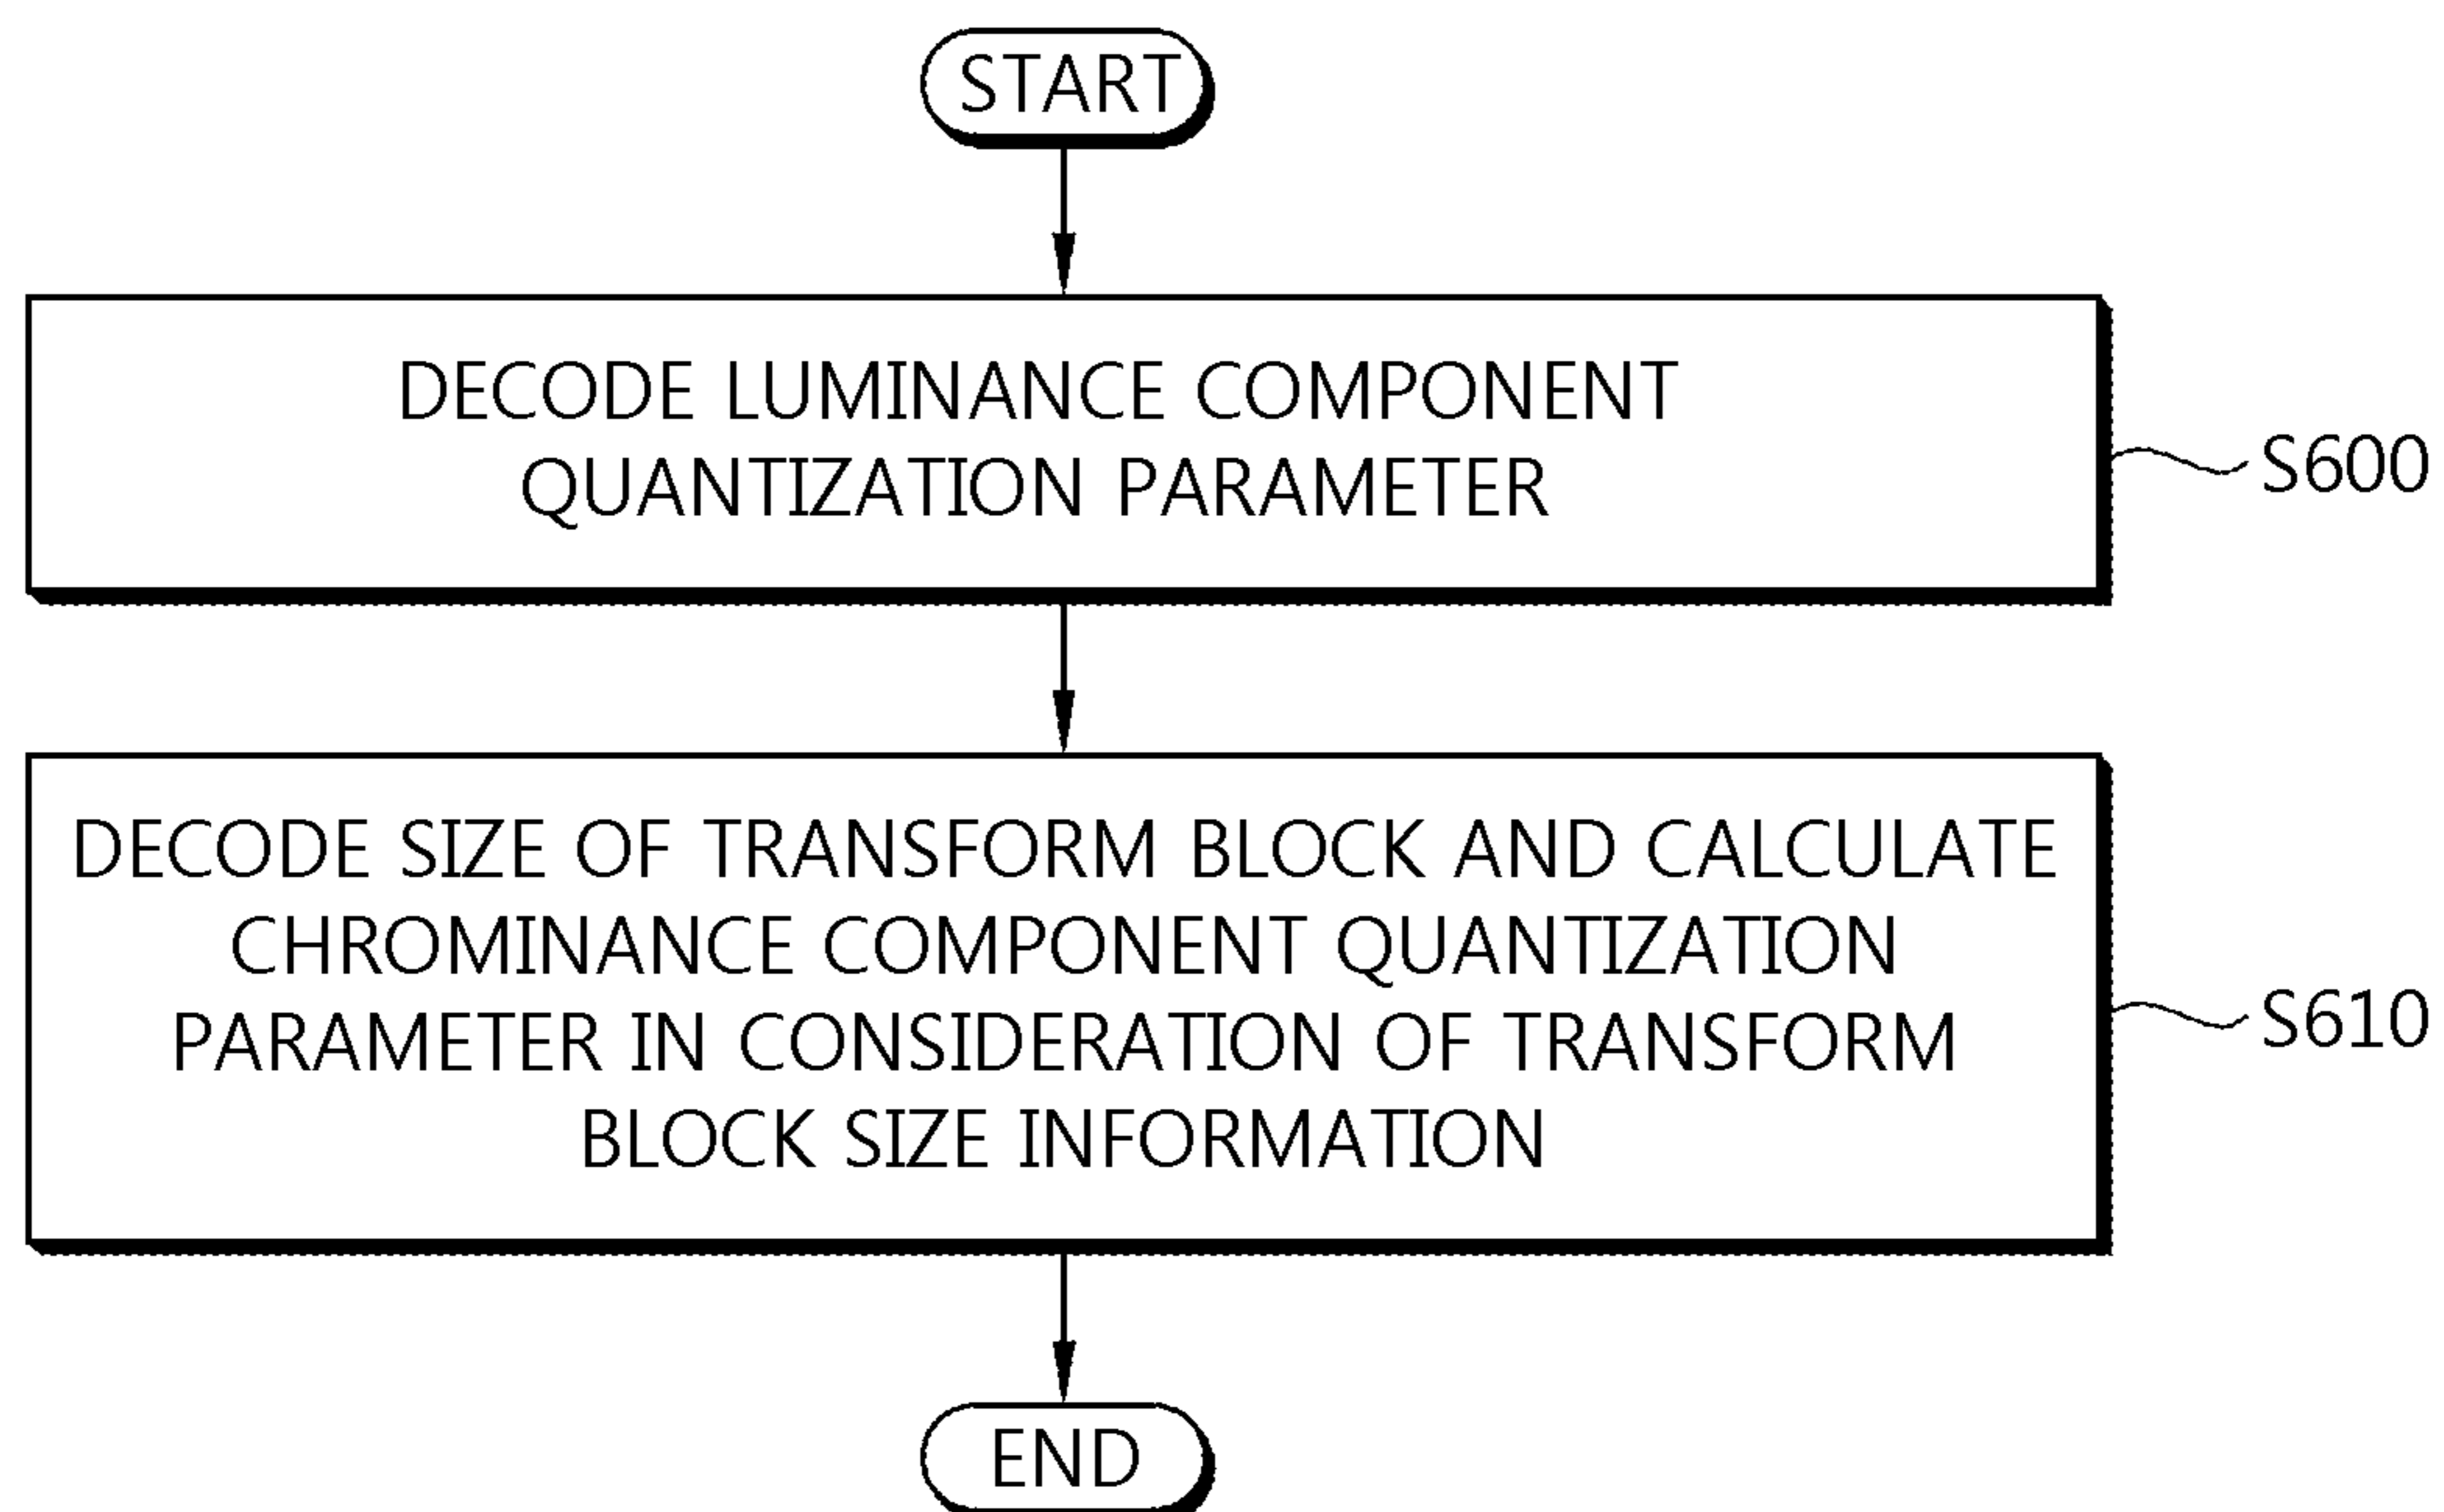 START
DECODE LUMINANCE COMPONENT
QUANTIZATION PARAMETER
S600
DECODE SIZE OF TRANSFORM BLOCK AND CALCULATE
CHROMINANCE COMPONENT QUANTIZATION
PARAMETER IN CONSIDERATION OF TRANSFORM
BLOCK SIZE INFORMATION
S610
END